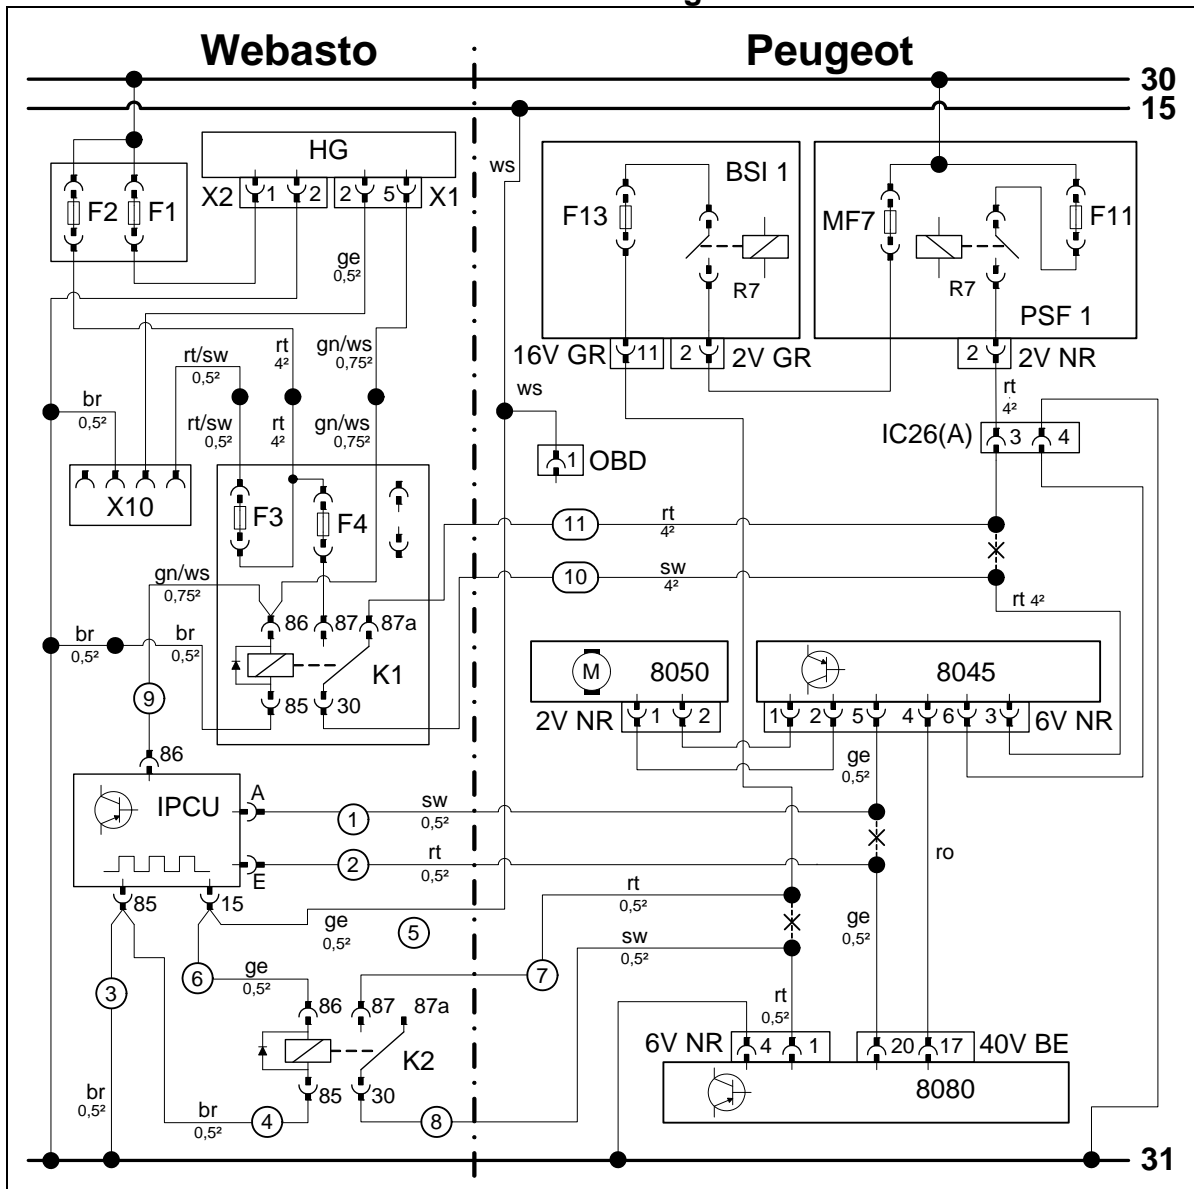 Webasto
Peugeot
30
15
HG
X2 1 2 2 5 X1
ws
BSI 1
F2 F1
F13
MF7
F11
ge
0,5²
R7
R7
PSF 1
rt/sw
0,5²
rt
4²
gn/ws
0,75²
16V GR 11 2 2V GR
2 2V NR
ws
br
0,5²
rt/sw
0,5²
rt
4²
gn/ws
0,75²
rt
4²
IC26(A) 3 4
1 OBD
X10
F3 F4
11
rt
4²
gn/ws
0,75²
10
sw
4²
rt 4²
86 87 87a
br
0,5²
br
0,5²
K1
M 8050
8045
9
85 30
2V NR 1 2
1 2 5 4 6 3 6V NR
86
ge
0,5²
IPCU
A
1
sw
0,5²
E
2
rt
0,5²
ro
85 15
rt
0,5²
ge
0,5²
5
ge
0,5²
sw
0,5²
3
6
ge
0,5²
7
86 87 87a
rt
0,5²
K2
6V NR 4 1
20 17 40V BE
85 30
8080
br
0,5²
br
0,5²
4
8
31